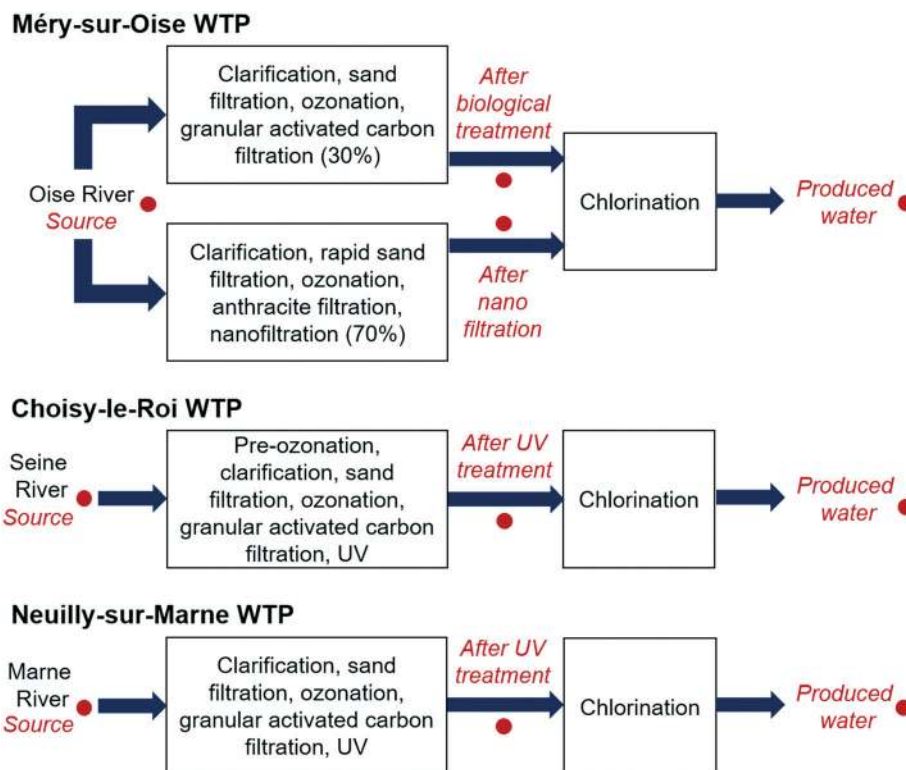 Méry-sur-Oise WTP
Clarification, sand
filtration, ozonation,
granular activated carbon
filtration (30%)
After
biological
treatment
Oise River
Source
Chlorination
Produced
water
Clarification, rapid sand
filtration, ozonation,
anthracite filtration,
nanofiltration (70%)
After
nano
filtration
Choisy-le-Roi WTP
Seine
River
Source
Pre-ozonation,
clarification, sand
filtration, ozonation,
granular activated carbon
filtration, UV
After UV
treatment
Chlorination
Produced
water
Neuilly-sur-Marne WTP
Marne
River
Source
Clarification, sand
filtration, ozonation,
granular activated carbon
filtration, UV
After UV
treatment
Chlorination
Produced
water